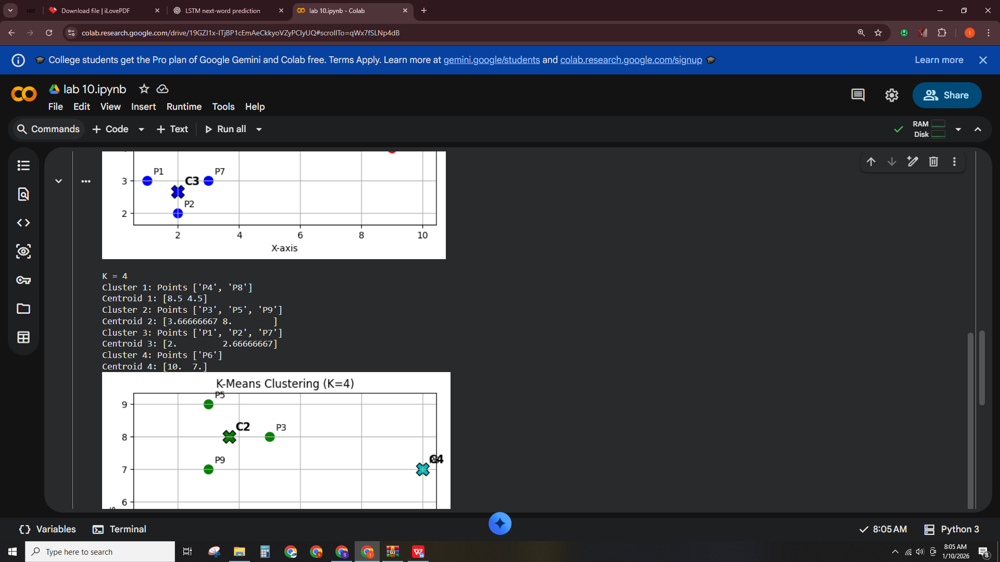 NIST
Download file | iLovePDF
LSTM next-word prediction
lab 10.ipynb - Colab
colab.research.google.com/drive/19GZI1x-ITjBP1cEmAeCkkyoVZyPCIyUQ#scrollTo=qWx7fSLNp4dB
t
College students get the Pro plan of Google Gemini and Colab free. Terms Apply. Learn more at gemini.google/students and colab.research.google.com/signup
Learn more
lab 10.ipynb
File Edit View Insert Runtime Tools Help
Share
Commands
+ Code
+ Text
Run all
RAM
Disk
P1
P7
3
C3
P2
2
2 4 6 8 10
X-axis
K = 4
Cluster 1: Points ['P4', 'P8']
Centroid 1: [8.5 4.5]
Cluster 2: Points ['P3', 'P5', 'P9']
Centroid 2: [3.66666667 8.        ]
Cluster 3: Points ['P1', 'P2', 'P7']
Centroid 3: [2.         2.66666667]
Cluster 4: Points ['P6']
Centroid 4: [10.  7.]
K-Means Clustering (K=4)
P5
9
C2
P3
8
P9
C4
7
6
Variables
Terminal
8:05 AM
Python 3
Type here to search
8:05 AM
1/10/2026
8